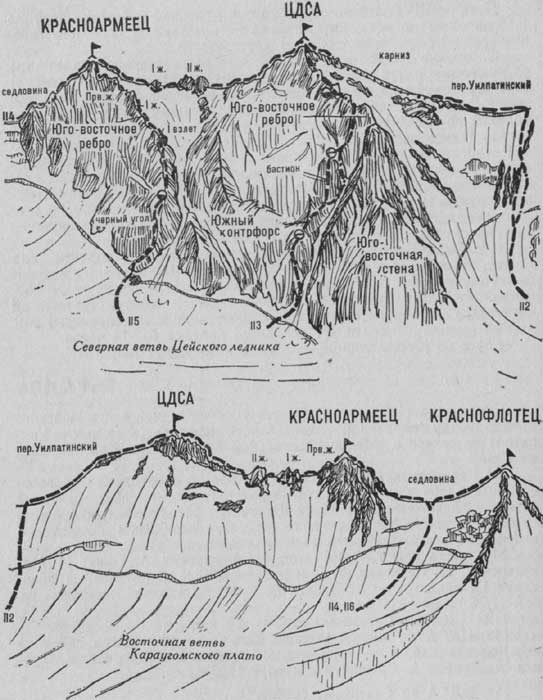 КРАСНОАРМЕЕЦ
ЦДСА
седловина
I ж.
II ж.
карниз
пер. Уилпатинский
114
Прв.ж.
I ж.
I взлет
Юго-восточное
ребро
Юго-восточное
ребро
бастион
черный угол
Южный
контрфорс
Юго-
восточная
стена
115
113
112
Северная ветвь Цейского ледника
ЦДСА
КРАСНОАРМЕЕЦ
КРАСНОФЛОТЕЦ
пер. Уилпатинский
II ж.
I ж.
Прв.ж.
седловина
112
114, 116
Восточная ветвь
Караугомского плато